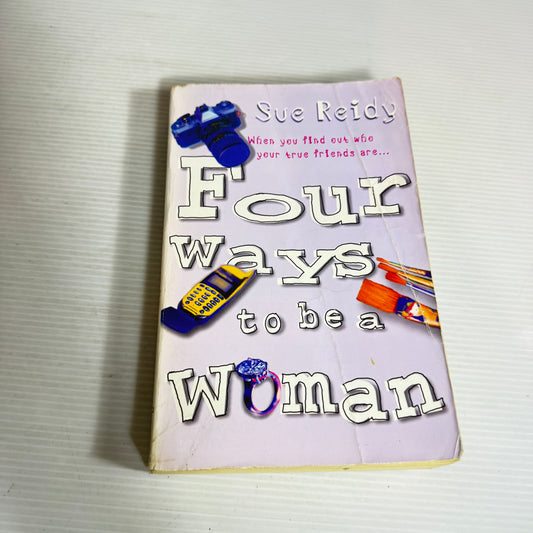 Sue Reidy
When you find out who
your true friends are...
Four
Ways
to be a
Woman